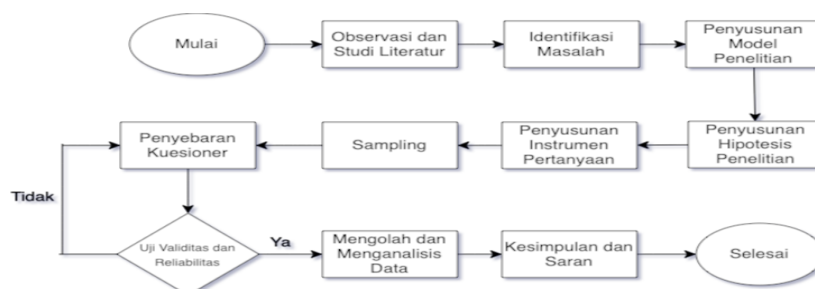 Mulai
Observasi dan
Studi Literatur
Identifikasi
Masalah
Penyusunan
Model
Penelitian
Penyusunan
Hipotesis
Penelitian
Penyusunan
Instrumen
Pertanyaan
Sampling
Penyebaran
Kuesioner
Tidak
Uji Validitas dan
Reliabilitas
Ya
Mengolah dan
Menganalisis
Data
Kesimpulan dan
Saran
Selesai